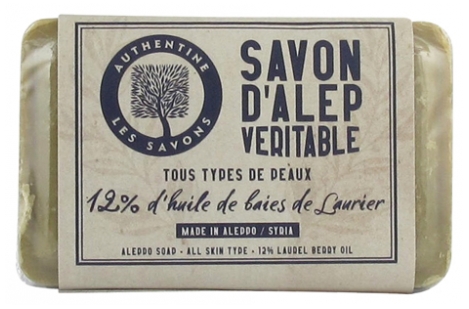 AUTHENTINE
LES SAVONS
SAVON
D'ALEP
VERITABLE
TOUS TYPES DE PEAUX
12% d'huile de baies de Laurier
MADE IN ALEPPO / SYRIA
ALEPPO SOAP - ALL SKIN TYPE - 12% LAUREL BERRY OIL